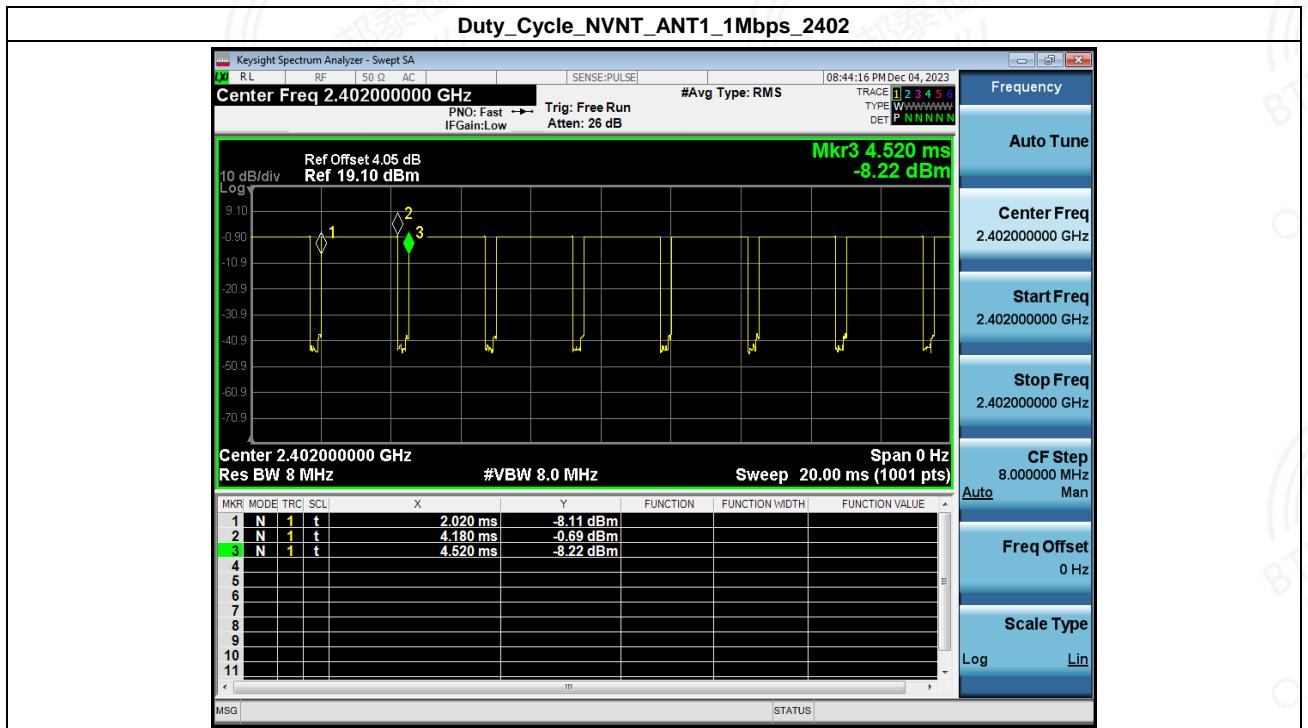 Duty_Cycle_NVNT_ANT1_1Mbps_2402
Keysight Spectrum Analyzer - Swept SA
LXI RL RF 50 Ω AC SENSE:PULSE 08:44:16 PM Dec 04, 2023
Center Freq 2.402000000 GHz
PNO: Fast
IFGain:Low
Trig: Free Run
Atten: 26 dB
#Avg Type: RMS
TRACE 1 2 3 4 5 6
TYPE WWWWWW
DET P N N N N N
Mkr3 4.520 ms
-8.22 dBm
Ref Offset 4.05 dB
10 dB/div Ref 19.10 dBm
Log
9.10
-0.90
-10.9
-20.9
-30.9
-40.9
-50.9
-60.9
-70.9
1
2
3
Center 2.402000000 GHz Span 0 Hz
Res BW 8 MHz #VBW 8.0 MHz Sweep 20.00 ms (1001 pts)
MKR MODE TRC SCL X Y FUNCTION FUNCTION WIDTH FUNCTION VALUE
1 N 1 t 2.020 ms -8.11 dBm
2 N 1 t 4.180 ms -0.69 dBm
3 N 1 t 4.520 ms -8.22 dBm
4
5
6
7
8
9
10
11
MSG STATUS
Frequency
Auto Tune
Center Freq
2.402000000 GHz
Start Freq
2.402000000 GHz
Stop Freq
2.402000000 GHz
CF Step
8.000000 MHz
Auto Man
Freq Offset
0 Hz
Scale Type
Log Lin